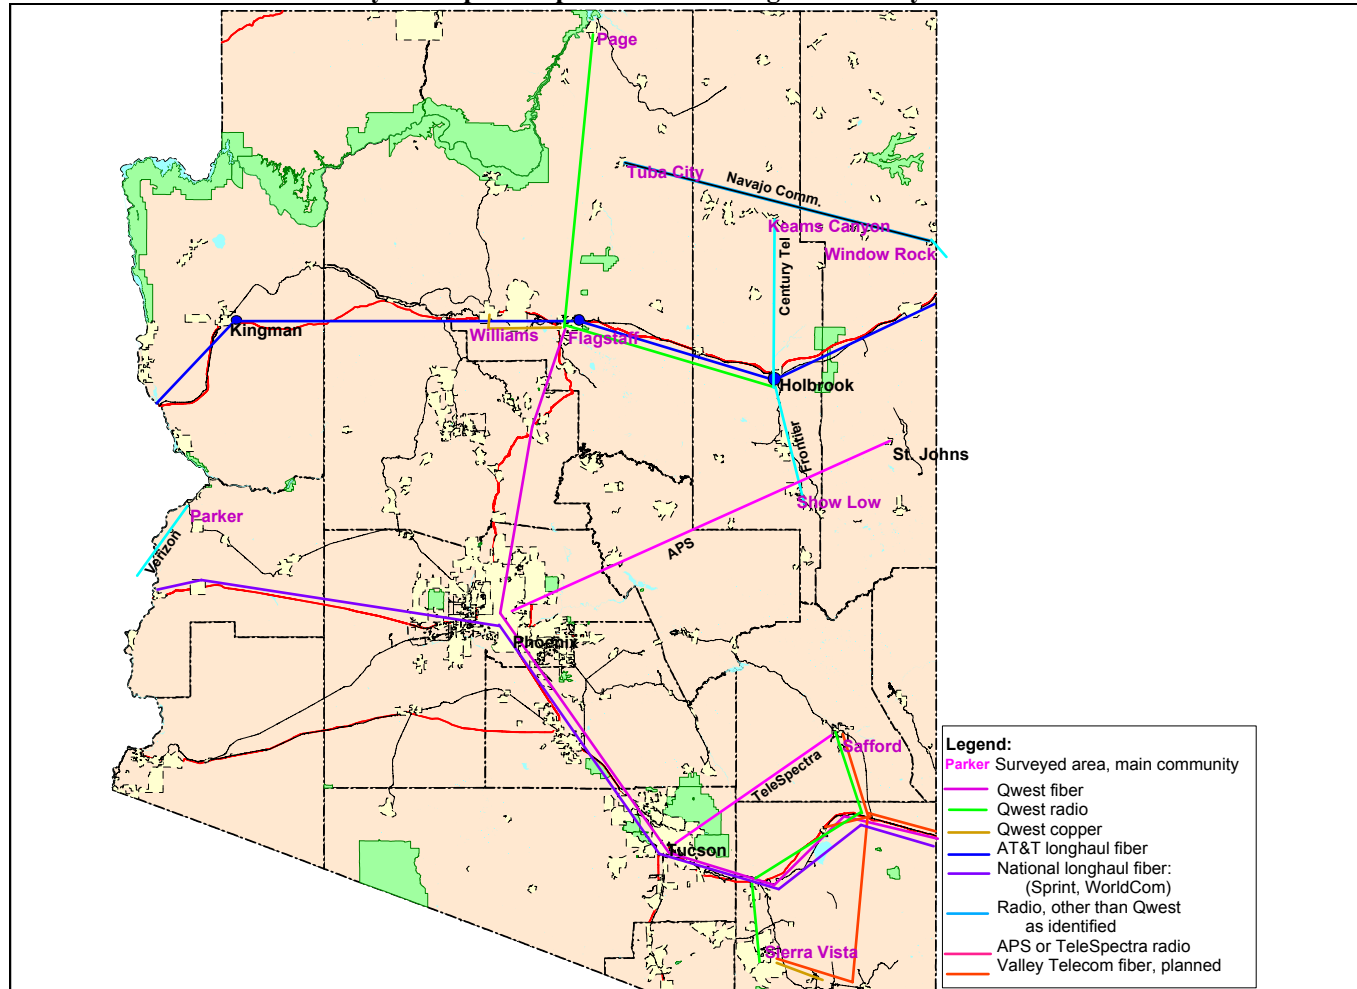 Page
Tuba City
Navajo Comm.
Keams Canyon
Window Rock
Century Tel
Kingman
Williams
Flagstaff
Holbrook
Frontier
St. Johns
Show Low
Parker
Verizon
APS
Phoenix
Safford
TeleSpectra
Tucson
Sierra Vista
Legend:
Parker Surveyed area, main community
Qwest fiber
Qwest radio
Qwest copper
AT&T longhaul fiber
National longhaul fiber:
(Sprint, WorldCom)
Radio, other than Qwest
as identified
APS or TeleSpectra radio
Valley Telecom fiber, planned